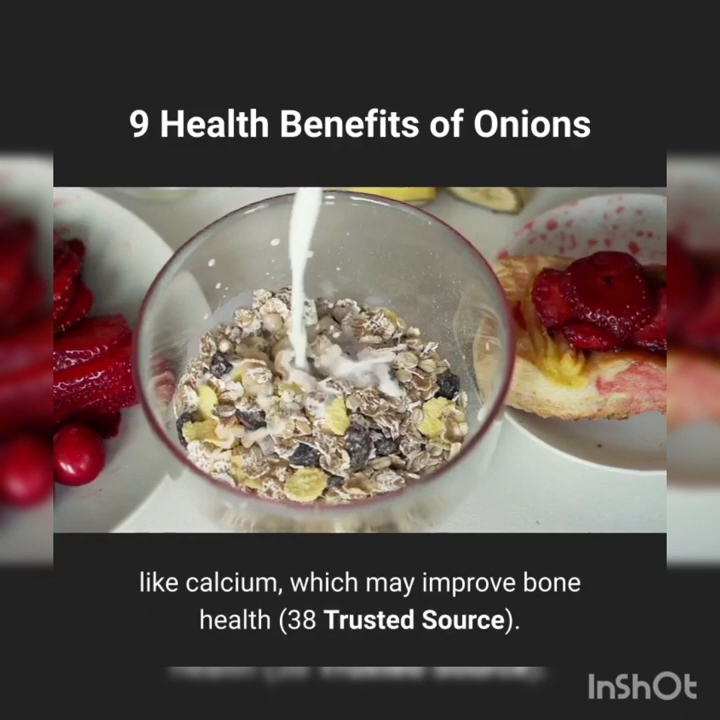 9 Health Benefits of Onions
like calcium, which may improve bone
health (38 Trusted Source).
InShOt